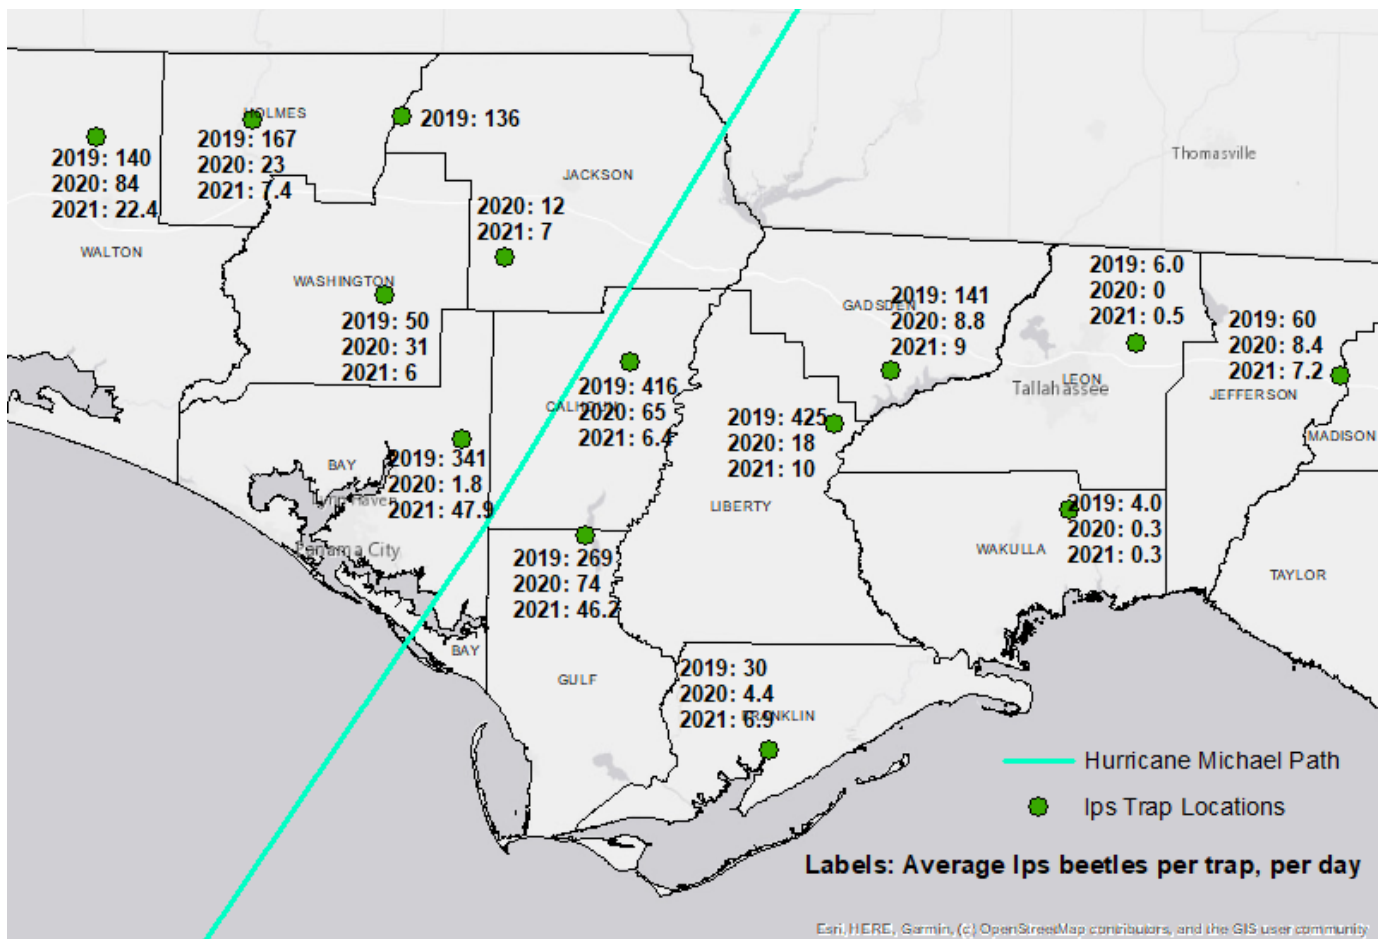 HOLMES
2019: 136
2019: 167
2020: 23
2021: 7.4
2019: 140
2020: 84
2021: 22.4
Thomasville
JACKSON
2020: 12
2021: 7
WALTON
WASHINGTON
2019: 50
2020: 31
2021: 6
2019: 141
GADSDEN
2020: 8.8
2021: 9
2019: 6.0
2020: 0
2021: 0.5
LEON
Tallahassee
2019: 60
2020: 8.4
2021: 7.2
JEFFERSON
MADISON
2019: 416
CALHOUN
2020: 65
2021: 6.4
2019: 425
2020: 18
2021: 10
LIBERTY
BAY
2019: 341
2020: 1.8
2021: 47.9
Lynn Haven
Panama City
2019: 4.0
2020: 0.3
2021: 0.3
WAKULLA
TAYLOR
2019: 269
2020: 74
2021: 46.2
BAY
GULF
2019: 30
2020: 4.4
2021: 6.9
FRANKLIN
Hurricane Michael Path
Ips Trap Locations
Labels: Average Ips beetles per trap, per day
Esri, HERE, Garmin, (c) OpenStreetMap contributors, and the GIS user community